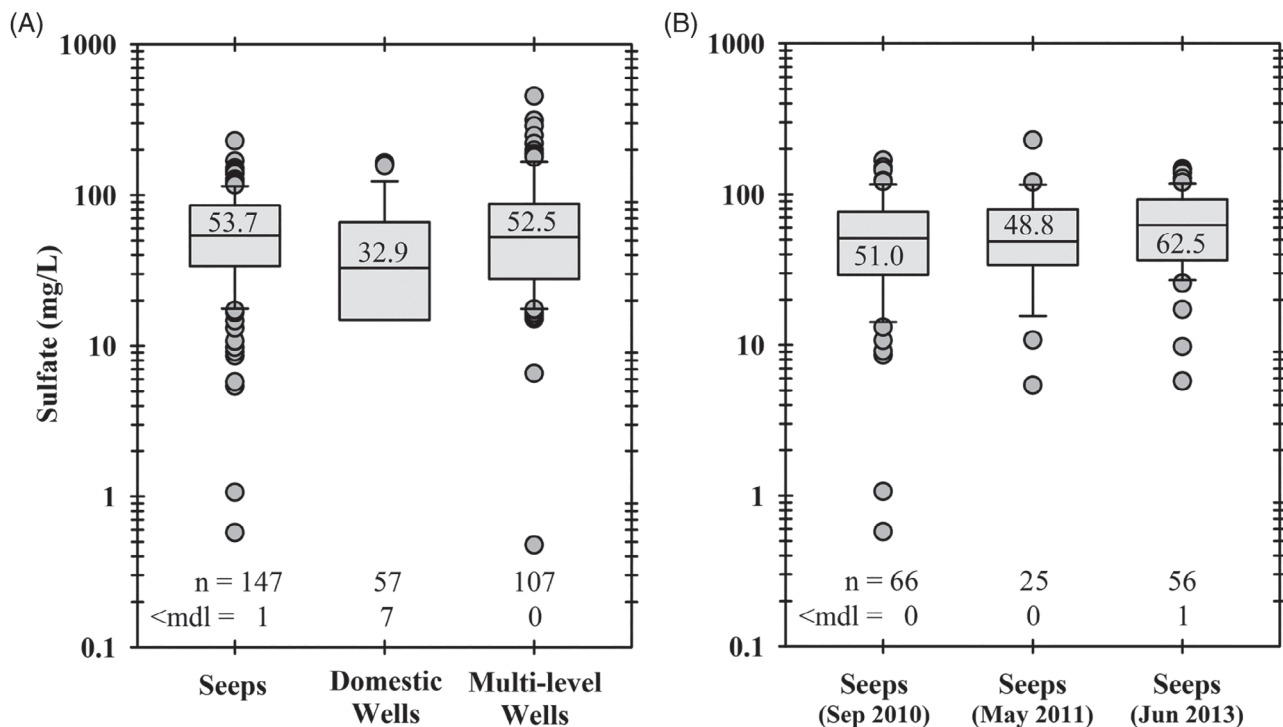 (A)
1000
100
10
1
0.1
Sulfate (mg/L)
53.7
32.9
52.5
n = 147 57 107
<mdl = 1 7 0
Seeps
Domestic
Wells
Multi-level
Wells
(B)
1000
100
10
1
0.1
51.0
48.8
62.5
n = 66 25 56
<mdl = 0 0 1
Seeps
(Sep 2010)
Seeps
(May 2011)
Seeps
(Jun 2013)